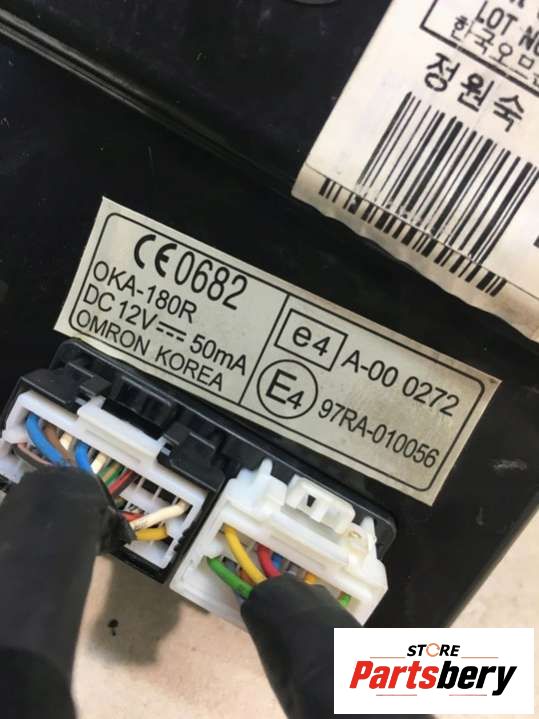 LOT NO
한국오므
정원숙
CE0682
OKA-180R
DC 12V⎓ 50mA
OMRON KOREA
e4 A-00 0272
E4 97RA-010056
STORE
Partsbery